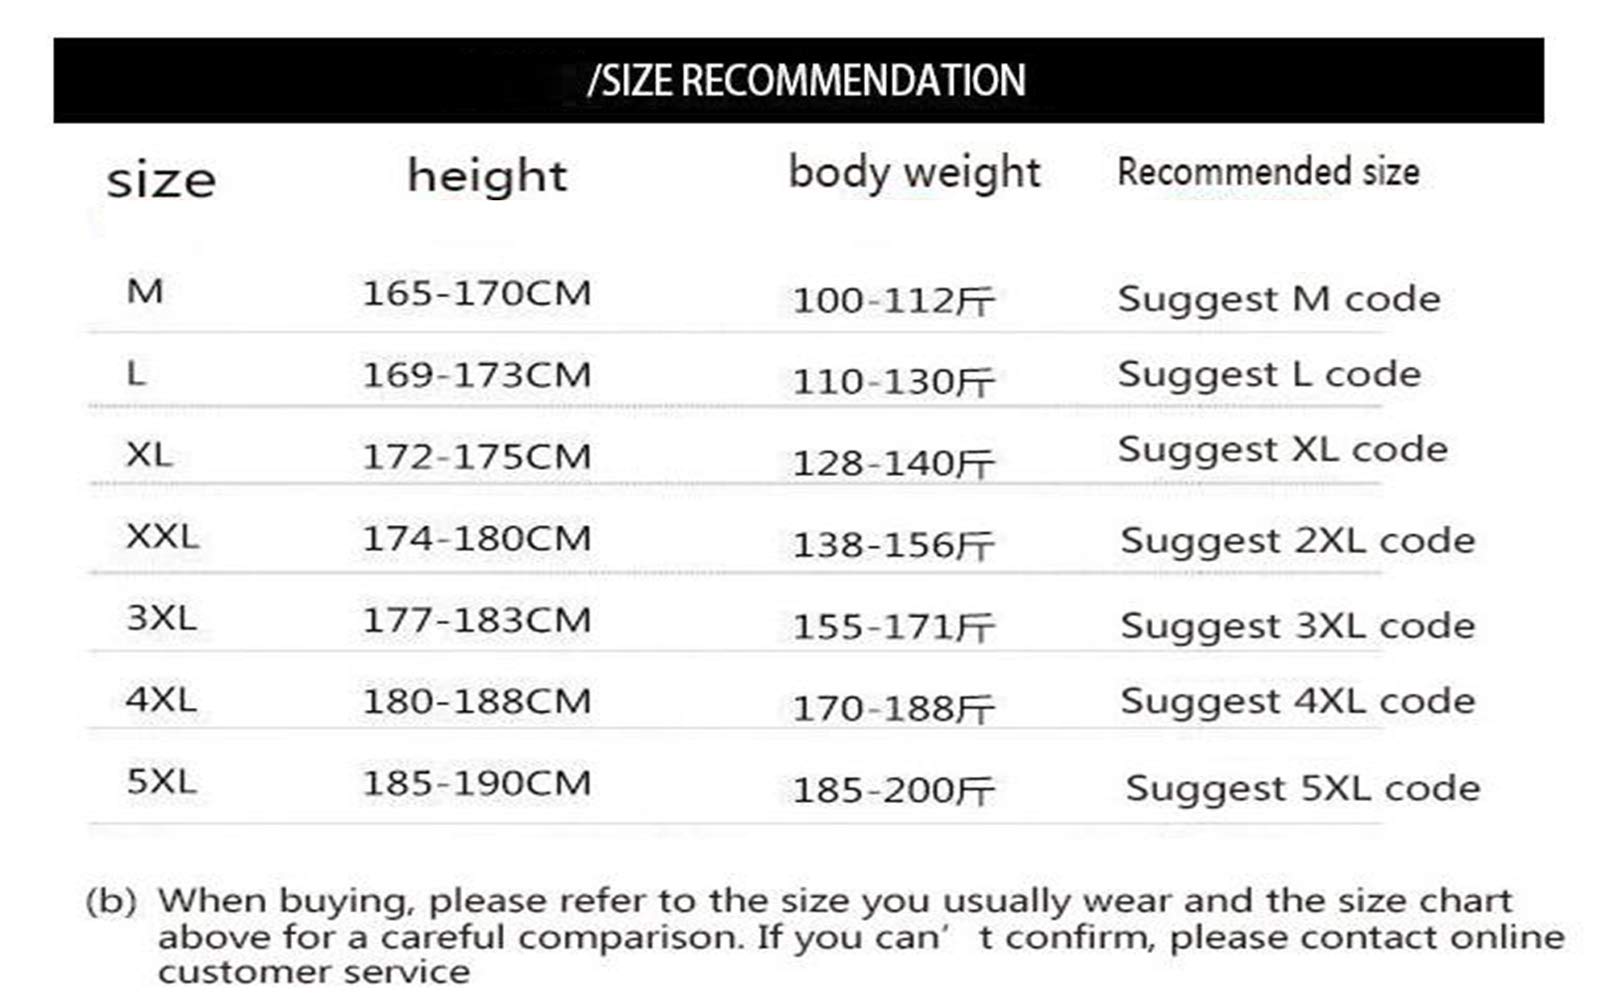 /SIZE RECOMMENDATION
size height body weight Recommended size
M 165-170CM 100-112斤 Suggest M code
L 169-173CM 110-130斤 Suggest L code
XL 172-175CM 128-140斤 Suggest XL code
XXL 174-180CM 138-156斤 Suggest 2XL code
3XL 177-183CM 155-171斤 Suggest 3XL code
4XL 180-188CM 170-188斤 Suggest 4XL code
5XL 185-190CM 185-200斤 Suggest 5XL code
(b) When buying, please refer to the size you usually wear and the size chart
above for a careful comparison. If you can’ t confirm, please contact online
customer service